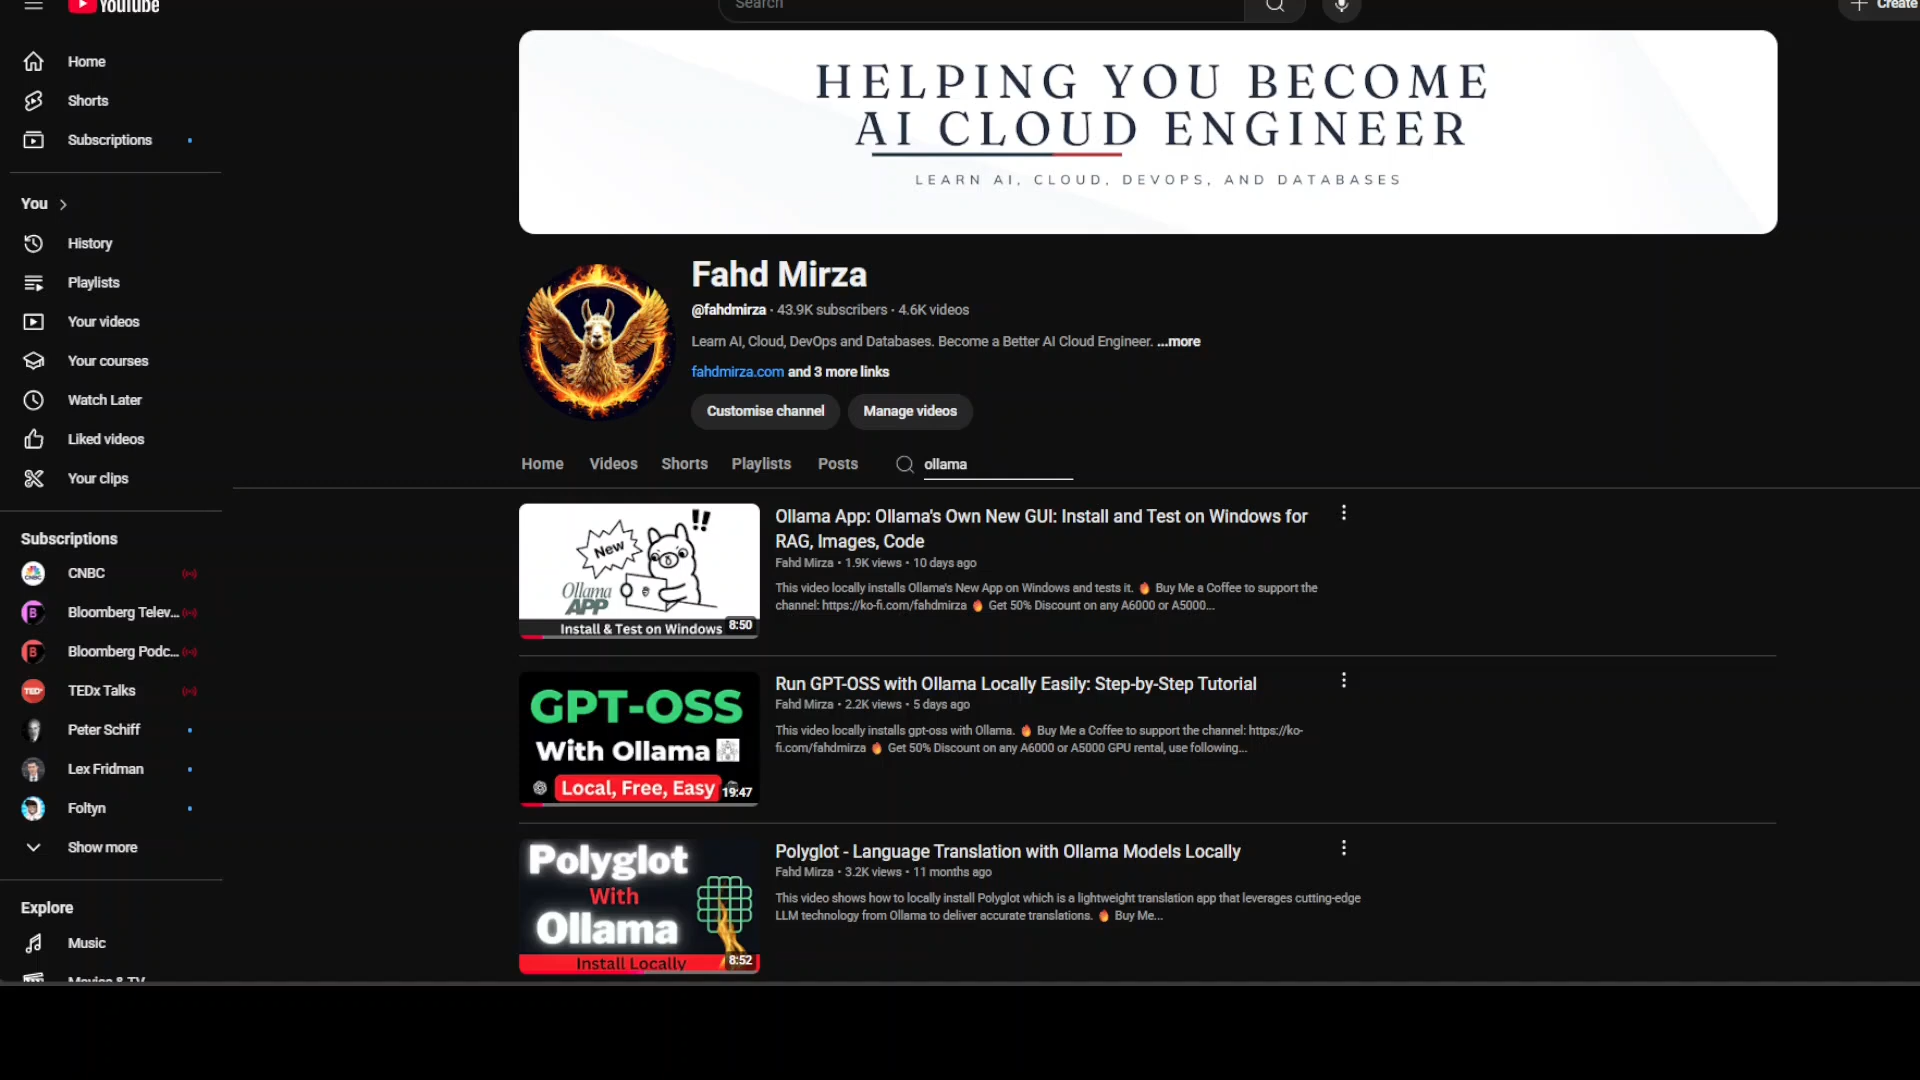 YouTube
Search
Create
Home
Shorts
Subscriptions
You
History
Playlists
Your videos
Your courses
Watch Later
Liked videos
Your clips
Subscriptions
CNBC
Bloomberg Telev...
Bloomberg Podc...
TEDx Talks
Peter Schiff
Lex Fridman
Foltyn
Show more
Explore
Music
Movies & TV
HELPING YOU BECOME
AI CLOUD ENGINEER
LEARN AI, CLOUD, DEVOPS, AND DATABASES
Fahd Mirza
@fahdmirza · 43.9K subscribers · 4.6K videos
Learn AI, Cloud, DevOps and Databases. Become a Better AI Cloud Engineer. ...more
fahdmirza.com and 3 more links
Customise channel
Manage videos
Home
Videos
Shorts
Playlists
Posts
ollama
New
!!
Ollama
APP
Install & Test on Windows
8:50
Ollama App: Ollama's Own New GUI: Install and Test on Windows for
RAG, Images, Code
Fahd Mirza · 1.9K views · 10 days ago
This video locally installs Ollama's New App on Windows and tests it. 🔥 Buy Me a Coffee to support the
channel: https://ko-fi.com/fahdmirza 🔥 Get 50% Discount on any A6000 or A5000...
GPT-OSS
With Ollama
Local, Free, Easy
19:47
Run GPT-OSS with Ollama Locally Easily: Step-by-Step Tutorial
Fahd Mirza · 2.2K views · 5 days ago
This video locally installs gpt-oss with Ollama. 🔥 Buy Me a Coffee to support the channel: https://ko-
fi.com/fahdmirza 🔥 Get 50% Discount on any A6000 or A5000 GPU rental, use following...
Polyglot
With
Ollama
Install Locally
8:52
Polyglot - Language Translation with Ollama Models Locally
Fahd Mirza · 3.2K views · 11 months ago
This video shows how to locally install Polyglot which is a lightweight translation app that leverages cutting-edge
LLM technology from Ollama to deliver accurate translations. 🔥 Buy Me...